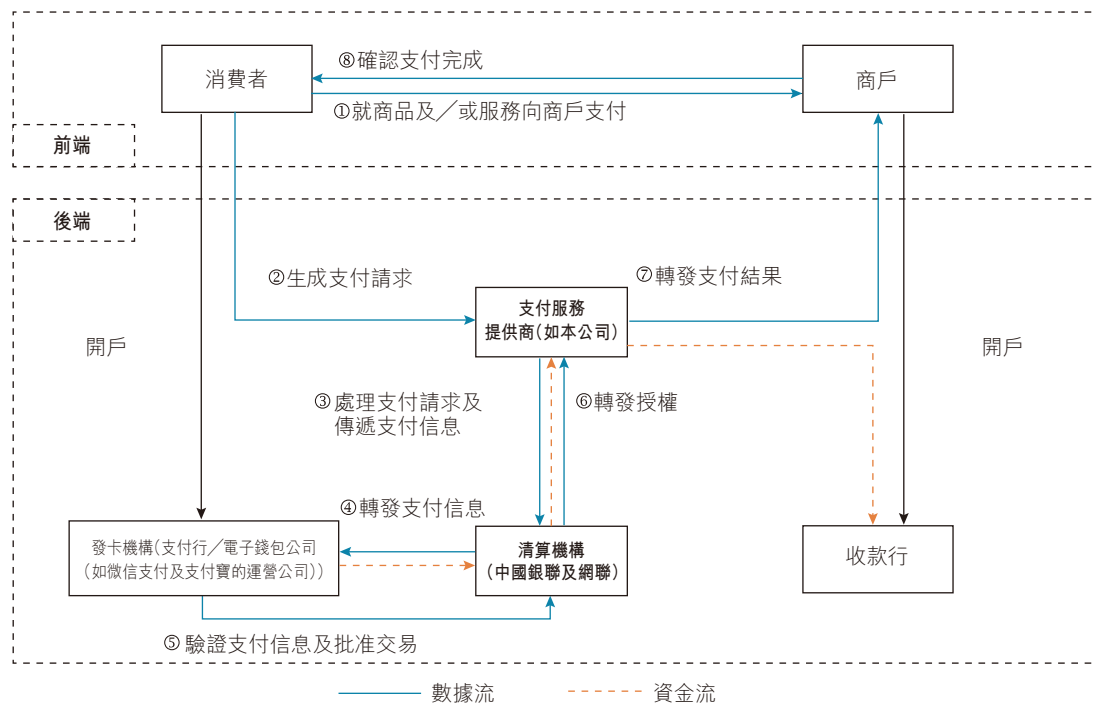 消費者
⑧確認支付完成
商戶
①就商品及／或服務向商戶支付
前端
後端
②生成支付請求
⑦轉發支付結果
支付服務
提供商(如本公司)
開戶
開戶
③處理支付請求及
傳遞支付信息
⑥轉發授權
④轉發支付信息
發卡機構(支付行／電子錢包公司
(如微信支付及支付寶的運營公司))
清算機構
(中國銀聯及網聯)
收款行
⑤驗證支付信息及批准交易
數據流
資金流